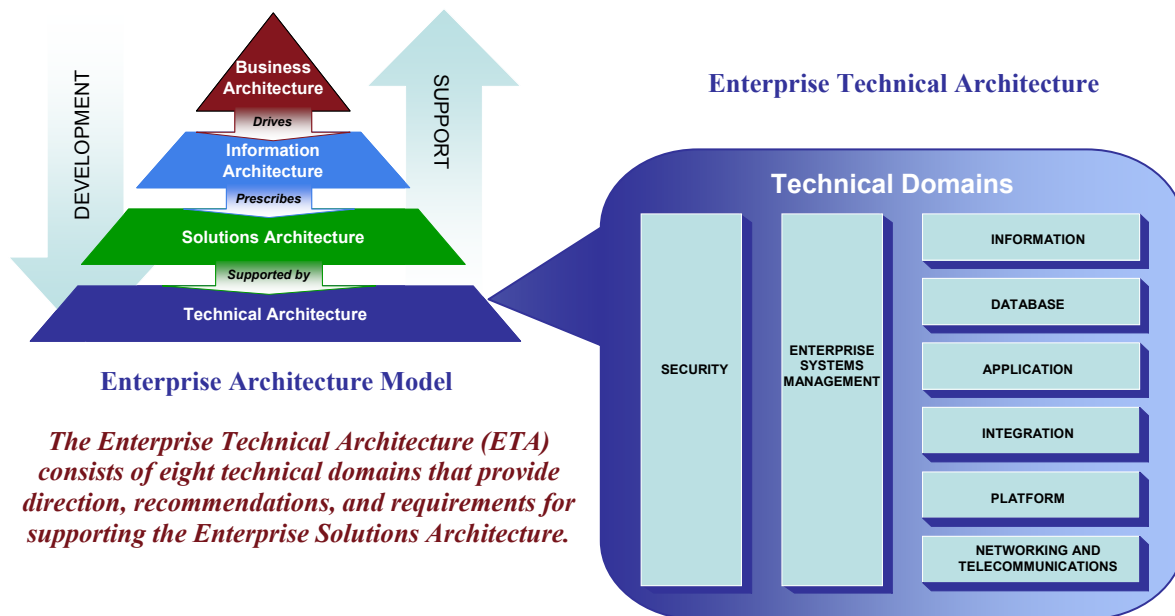 Business
Architecture
Drives
Information
Architecture
Prescribes
Solutions Architecture
Supported by
Technical Architecture
DEVELOPMENT
SUPPORT
Enterprise Architecture Model
The Enterprise Technical Architecture (ETA)
consists of eight technical domains that provide
direction, recommendations, and requirements for
supporting the Enterprise Solutions Architecture.
Enterprise Technical Architecture
Technical Domains
SECURITY
ENTERPRISE
SYSTEMS
MANAGEMENT
INFORMATION
DATABASE
APPLICATION
INTEGRATION
PLATFORM
NETWORKING AND
TELECOMMUNICATIONS